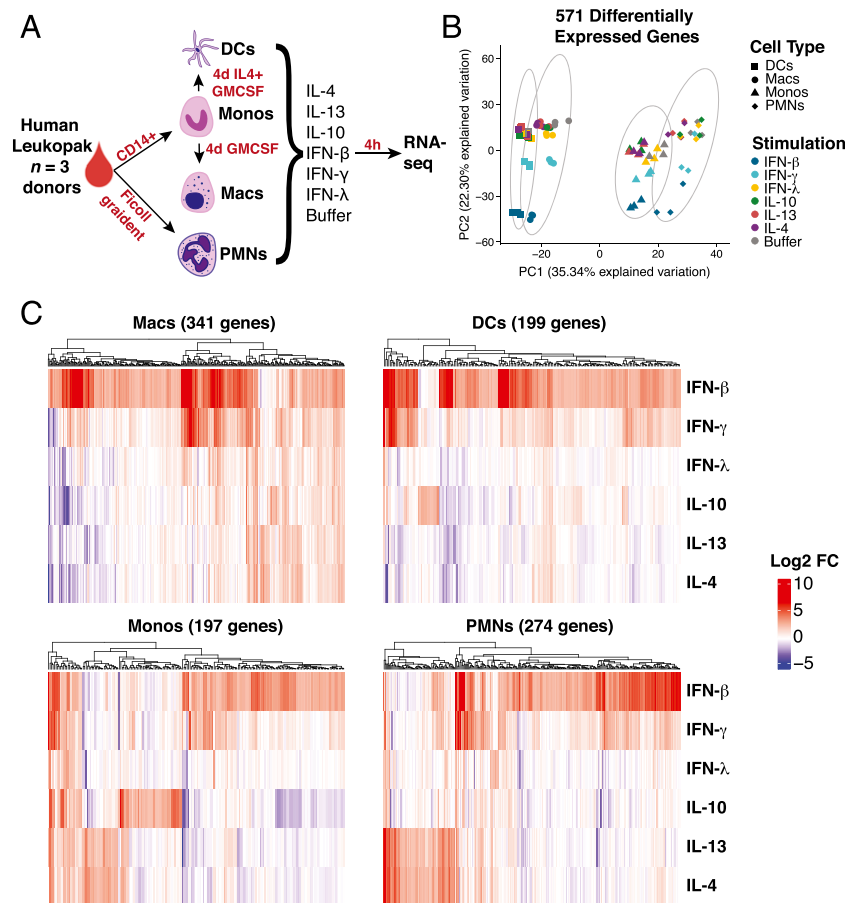 A
Human
Leukopak
n = 3
donors
CD14+
Ficoll
graident
DCs
4d IL4+
GMCSF
Monos
4d GMCSF
Macs
PMNs
IL-4
IL-13
IL-10
IFN-β
IFN-γ
IFN-λ
Buffer
4h
RNA-
seq
B
571 Differentially
Expressed Genes
PC2 (22.30% explained variation)
60
30
0
−30
−60
−20
0
20
40
PC1 (35.34% explained variation)
Cell Type
DCs
Macs
Monos
PMNs
Stimulation
IFN-β
IFN-γ
IFN-λ
IL-10
IL-13
IL-4
Buffer
C
Macs (341 genes)
DCs (199 genes)
IFN-β
IFN-γ
IFN-λ
IL-10
IL-13
IL-4
Monos (197 genes)
PMNs (274 genes)
IFN-β
IFN-γ
IFN-λ
IL-10
IL-13
IL-4
Log2 FC
10
5
0
−5